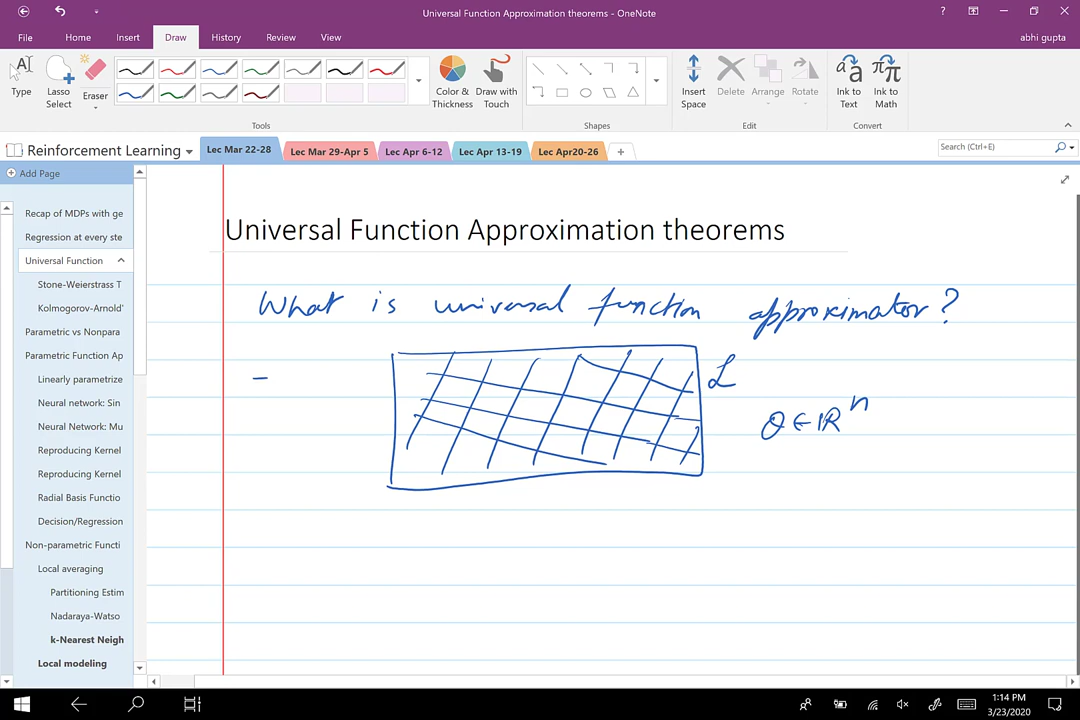 Universal Function Approximation theorems - OneNote
File Home Insert Draw History Review View
abhi gupta
Type
Lasso Select
Eraser
Color & Thickness
Draw with Touch
Insert Space
Delete
Arrange
Rotate
Ink to Text
Ink to Math
Tools
Shapes
Edit
Convert
Reinforcement Learning
Lec Mar 22-28
Lec Mar 29-Apr 5
Lec Apr 6-12
Lec Apr 13-19
Lec Apr20-26
Search (Ctrl+E)
Add Page
Recap of MDPs with ge
Regression at every ste
Universal Function
Stone-Weierstrass T
Kolmogorov-Arnold'
Parametric vs Nonpara
Parametric Function Ap
Linearly parametrize
Neural network: Sin
Neural Network: Mu
Reproducing Kernel
Reproducing Kernel
Radial Basis Functio
Decision/Regression
Non-parametric Functi
Local averaging
Partitioning Estim
Nadaraya-Watso
k-Nearest Neigh
Local modeling
Universal Function Approximation theorems
What is universal function approximator?
-
ℒ
θ ∈ ℝⁿ
1:14 PM
3/23/2020